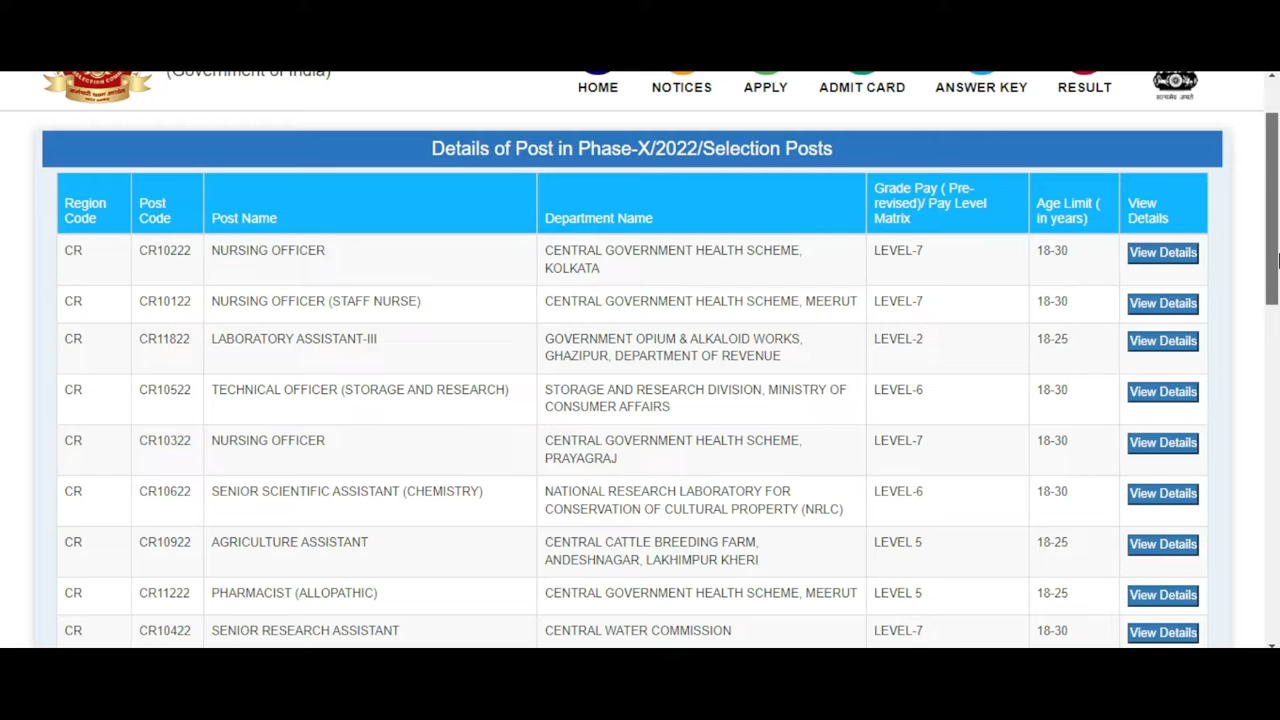 (Government of India)
HOME NOTICES APPLY ADMIT CARD ANSWER KEY RESULT
Details of Post in Phase-X/2022/Selection Posts
Region Code Post Code Post Name Department Name Grade Pay ( Pre-revised)/ Pay Level Matrix Age Limit ( in years) View Details
CR CR10222 NURSING OFFICER CENTRAL GOVERNMENT HEALTH SCHEME, LEVEL-7 18-30 View Details
KOLKATA
CR CR10122 NURSING OFFICER (STAFF NURSE) CENTRAL GOVERNMENT HEALTH SCHEME, MEERUT LEVEL-7 18-30 View Details
CR CR11822 LABORATORY ASSISTANT-III GOVERNMENT OPIUM & ALKALOID WORKS, LEVEL-2 18-25 View Details
GHAZIPUR, DEPARTMENT OF REVENUE
CR CR10522 TECHNICAL OFFICER (STORAGE AND RESEARCH) STORAGE AND RESEARCH DIVISION, MINISTRY OF LEVEL-6 18-30 View Details
CONSUMER AFFAIRS
CR CR10322 NURSING OFFICER CENTRAL GOVERNMENT HEALTH SCHEME, LEVEL-7 18-30 View Details
PRAYAGRAJ
CR CR10622 SENIOR SCIENTIFIC ASSISTANT (CHEMISTRY) NATIONAL RESEARCH LABORATORY FOR LEVEL-6 18-30 View Details
CONSERVATION OF CULTURAL PROPERTY (NRLC)
CR CR10922 AGRICULTURE ASSISTANT CENTRAL CATTLE BREEDING FARM, LEVEL 5 18-25 View Details
ANDESHNAGAR, LAKHIMPUR KHERI
CR CR11222 PHARMACIST (ALLOPATHIC) CENTRAL GOVERNMENT HEALTH SCHEME, MEERUT LEVEL 5 18-25 View Details
CR CR10422 SENIOR RESEARCH ASSISTANT CENTRAL WATER COMMISSION LEVEL-7 18-30 View Details